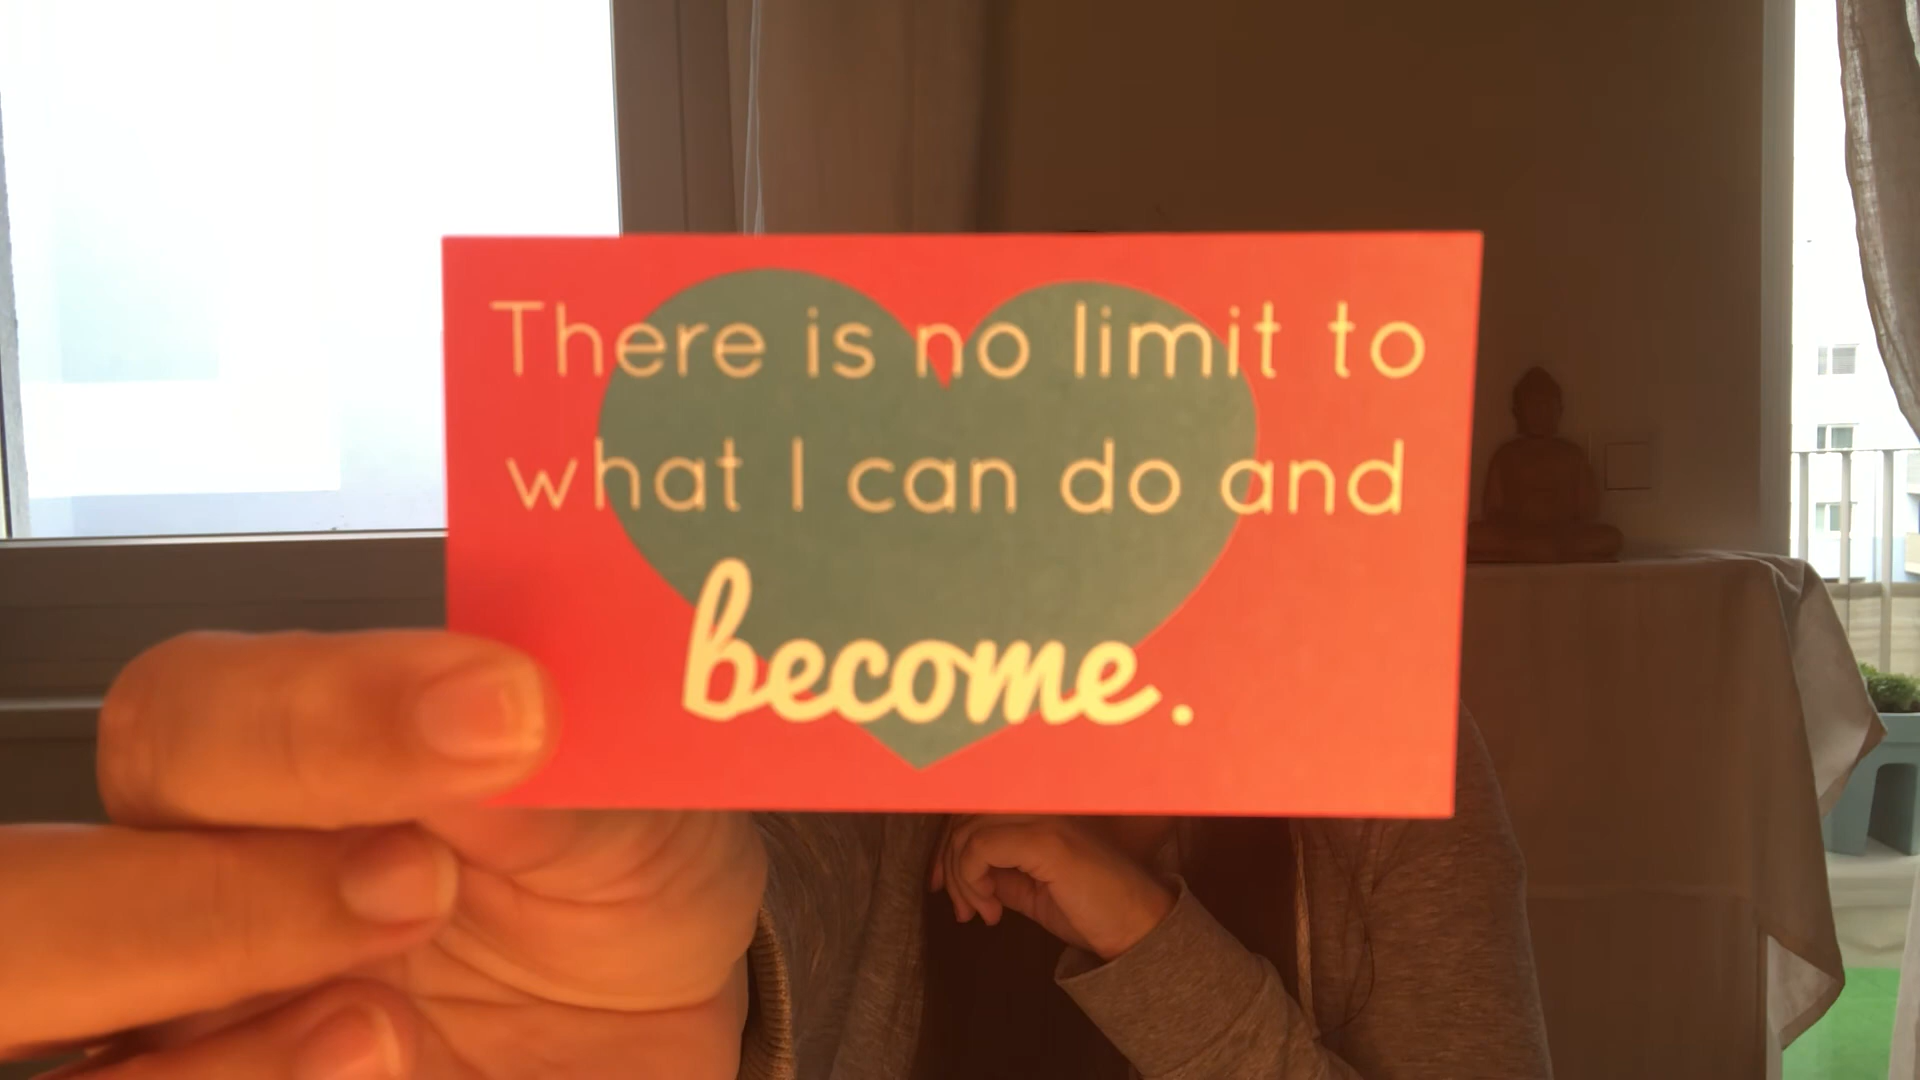 There is no limit to
what I can do and
become.